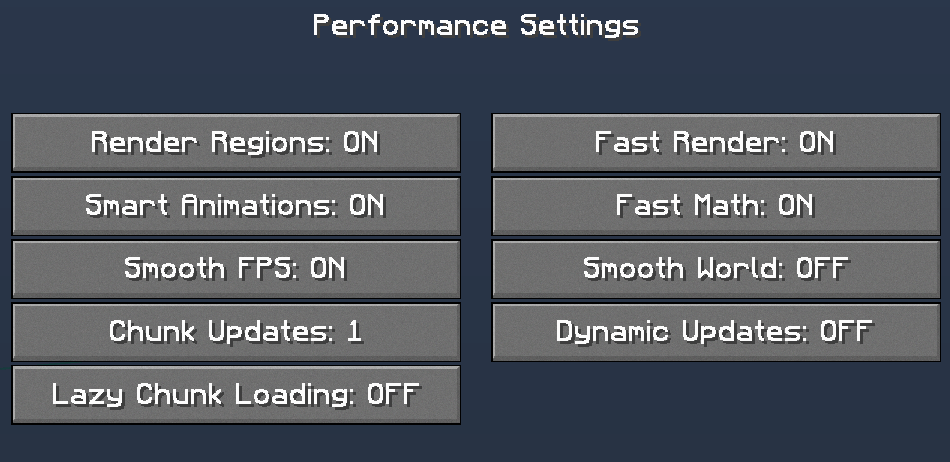 Performance Settings
Render Regions: ON
Fast Render: ON
Smart Animations: ON
Fast Math: ON
Smooth FPS: ON
Smooth World: OFF
Chunk Updates: 1
Dynamic Updates: OFF
Lazy Chunk Loading: OFF